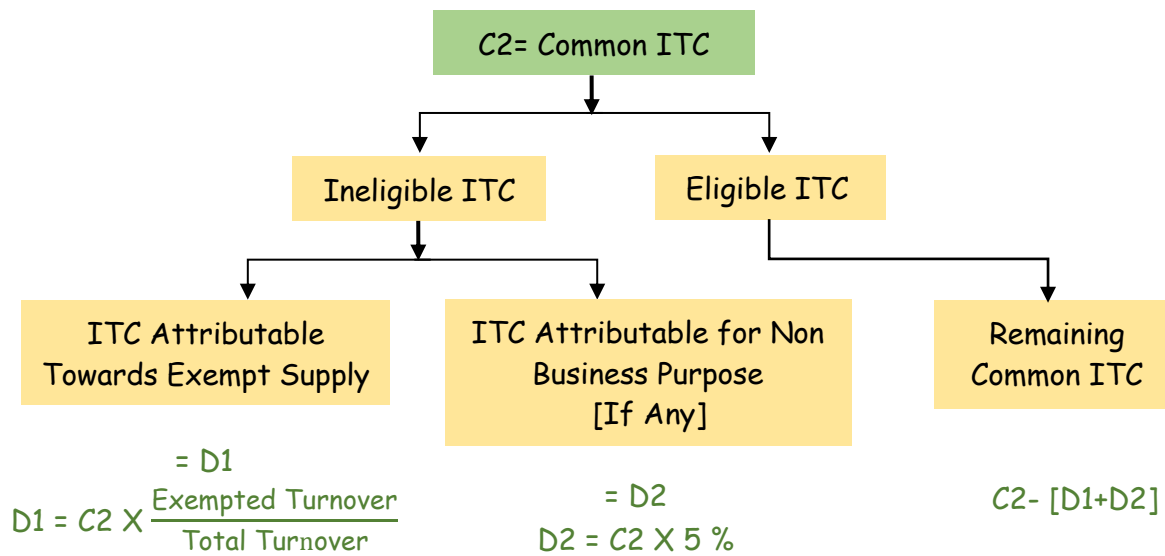 C2= Common ITC
Ineligible ITC
Eligible ITC
ITC Attributable
Towards Exempt Supply
ITC Attributable for Non
Business Purpose
[If Any]
Remaining
Common ITC
= D1
D1 = C2 X Exempted Turnover
Total Turnover
= D2
D2 = C2 X 5 %
C2- [D1+D2]